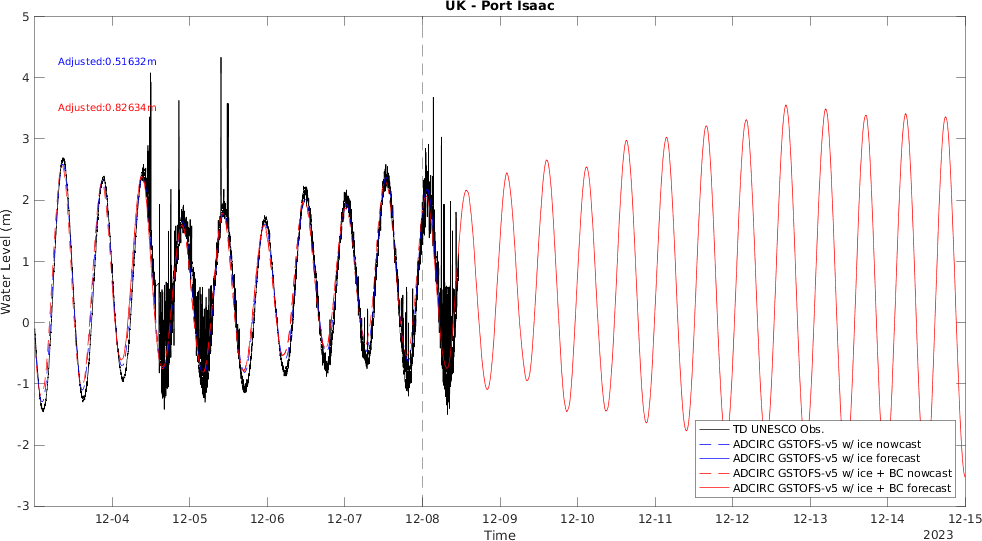 UK - Port Isaac
5
4
3
2
1
0
-1
-2
-3
Water Level (m)
Adjusted:0.51632m
Adjusted:0.82634m
TD UNESCO Obs.
ADCIRC GSTOFS-v5 w/ ice nowcast
ADCIRC GSTOFS-v5 w/ ice forecast
ADCIRC GSTOFS-v5 w/ ice + BC nowcast
ADCIRC GSTOFS-v5 w/ ice + BC forecast
12-04 12-05 12-06 12-07 12-08 12-09 12-10 12-11 12-12 12-13 12-14 12-15
Time
2023